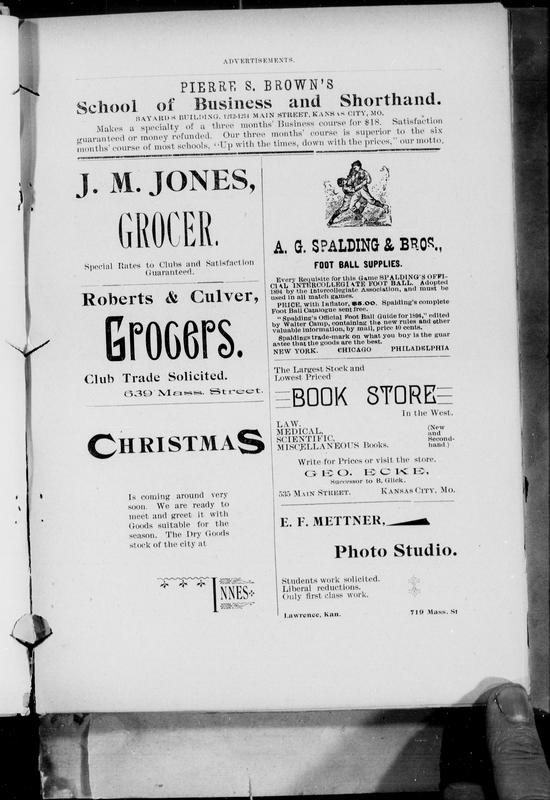 ADVERTISEMENTS.
PIERRE S. BROWN'S
School of Business and Shorthand.
BAYARD S BUILDING, 1212-1214 MAIN STREET, KANSAS CITY, MO.
Makes a specialty of a three months' Business course for $18. Satisfaction
guaranteed or money refunded. Our three months' course is superior to the six
months' course of most schools, "Up with the times, down with the prices," our motto,
J. M. JONES,
GROCER.
Special Rates to Clubs and Satisfaction
Guaranteed.
Roberts & Culver,
Grocers.
Club Trade Solicited.
639 Mass. Street.
CHRISTMAS
Is coming around very
soon. We are ready to
meet and greet it with
Goods suitable for the
season. The Dry Goods
stock of the city at
INNES
A. G. SPALDING & BROS.,
FOOT BALL SUPPLIES.
Every Requisite for this Game SPALDING'S OFFI-
CIAL INTERCOLLEGIATE FOOT BALL. Adopted
1894 by the Intercollegiate Association, and must be
used in all match games.
PRICE, with Inflator, $5.00. Spalding's complete
Foot Ball Catalogue sent free.
"Spalding's Official Foot Ball Guide for 1894," edited
by Walter Camp, containing the new rules and other
valuable information, by mail, price 10 cents.
Spaldings trade-mark on what you buy is the guar
antee that the goods are the best.
NEW YORK. CHICAGO PHILADELPHIA
The Largest Stock and
Lowest Priced
BOOK STORE
In the West.
LAW,
MEDICAL,
SCIENTIFIC,
MISCELLANEOUS Books.
(New
and
Second-
hand.)
Write for Prices or visit the store.
GEO. ECKE,
Successor to B. Glick.
535 MAIN STREET. KANSAS CITY, MO.
E. F. METTNER,
Photo Studio.
Students work solicited.
Liberal reductions.
Only first class work.
Lawrence, Kan. 719 Mass. St